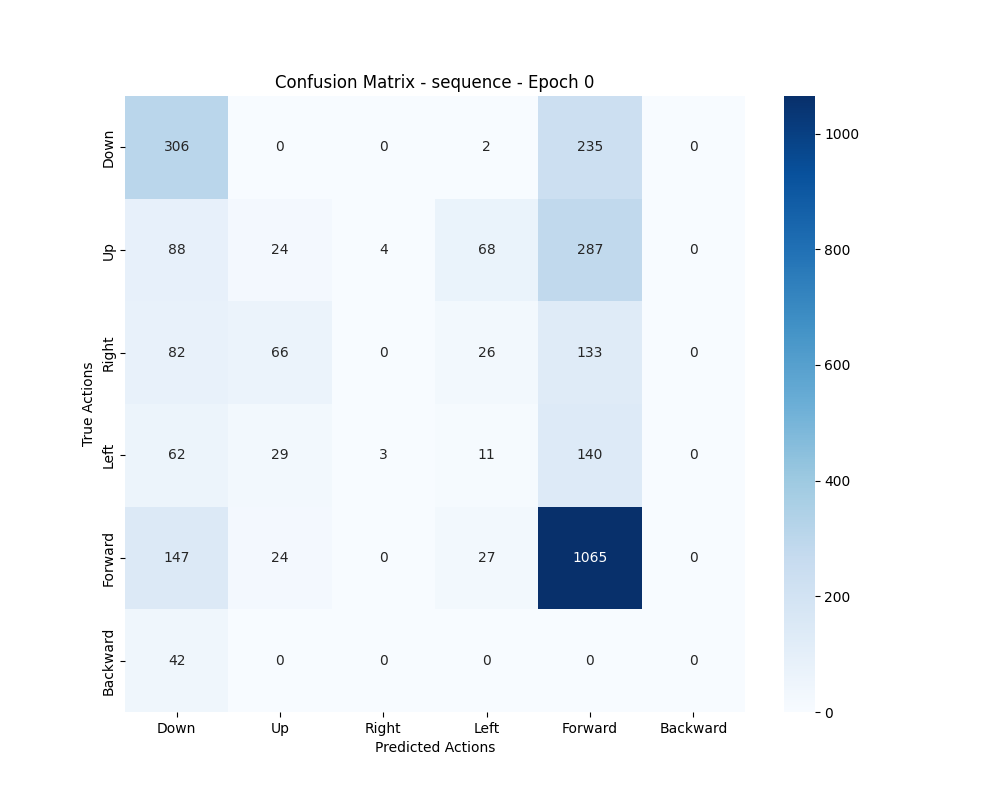 Confusion Matrix - sequence - Epoch 0
True Actions
Down 306 0 0 2 235 0
Up 88 24 4 68 287 0
Right 82 66 0 26 133 0
Left 62 29 3 11 140 0
Forward 147 24 0 27 1065 0
Backward 42 0 0 0 0 0
Down Up Right Left Forward Backward
Predicted Actions
1000
800
600
400
200
0